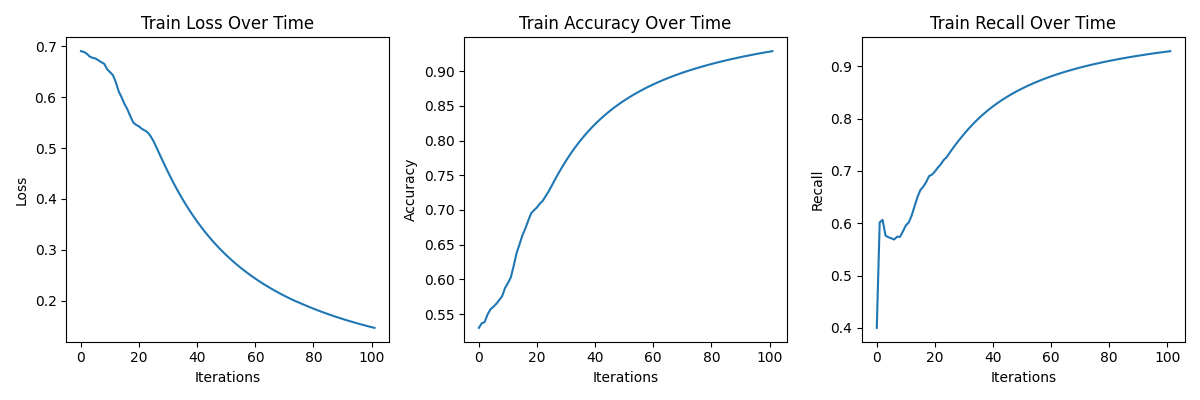 Train Loss Over Time
Loss
0.7
0.6
0.5
0.4
0.3
0.2
0 20 40 60 80 100
Iterations
Train Accuracy Over Time
Accuracy
0.90
0.85
0.80
0.75
0.70
0.65
0.60
0.55
0 20 40 60 80 100
Iterations
Train Recall Over Time
Recall
0.9
0.8
0.7
0.6
0.5
0.4
0 20 40 60 80 100
Iterations